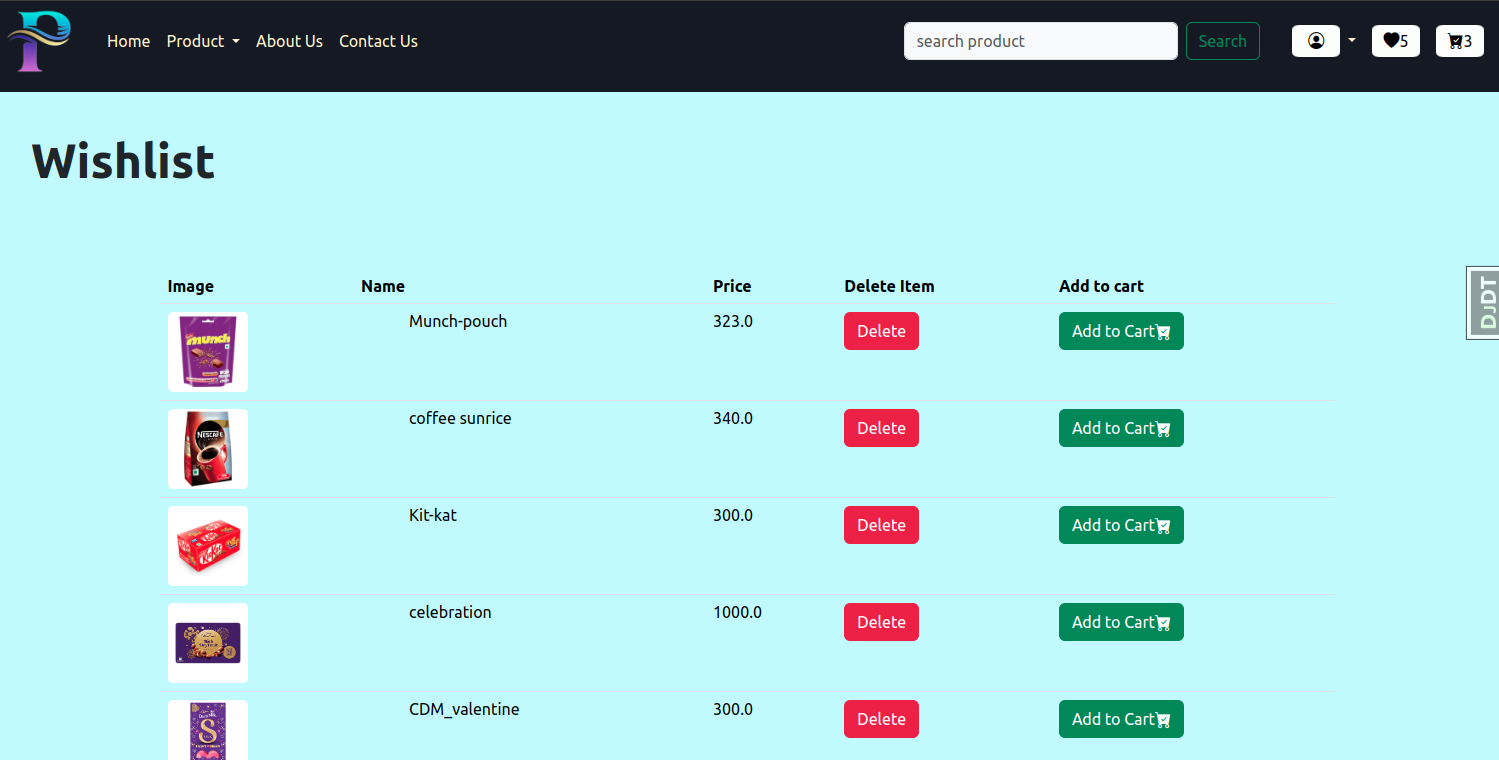 Home Product About Us Contact Us search product Search 5 3
Wishlist
Image Name Price Delete Item Add to cart
DJDT
munch Munch-pouch 323.0 Delete Add to Cart
NESCAFE coffee sunrice 340.0 Delete Add to Cart
KitKat Kit-kat 300.0 Delete Add to Cart
celebration 1000.0 Delete Add to Cart
S CDM_valentine 300.0 Delete Add to Cart